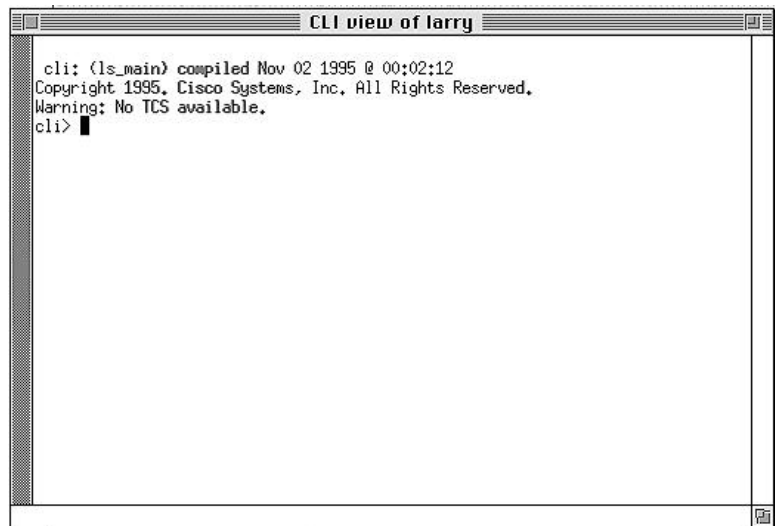 CLI view of larry
cli: (ls_main) compiled Nov 02 1995 @ 00:02:12
Copyright 1995. Cisco Systems, Inc. All Rights Reserved.
Warning: No TCS available.
cli>